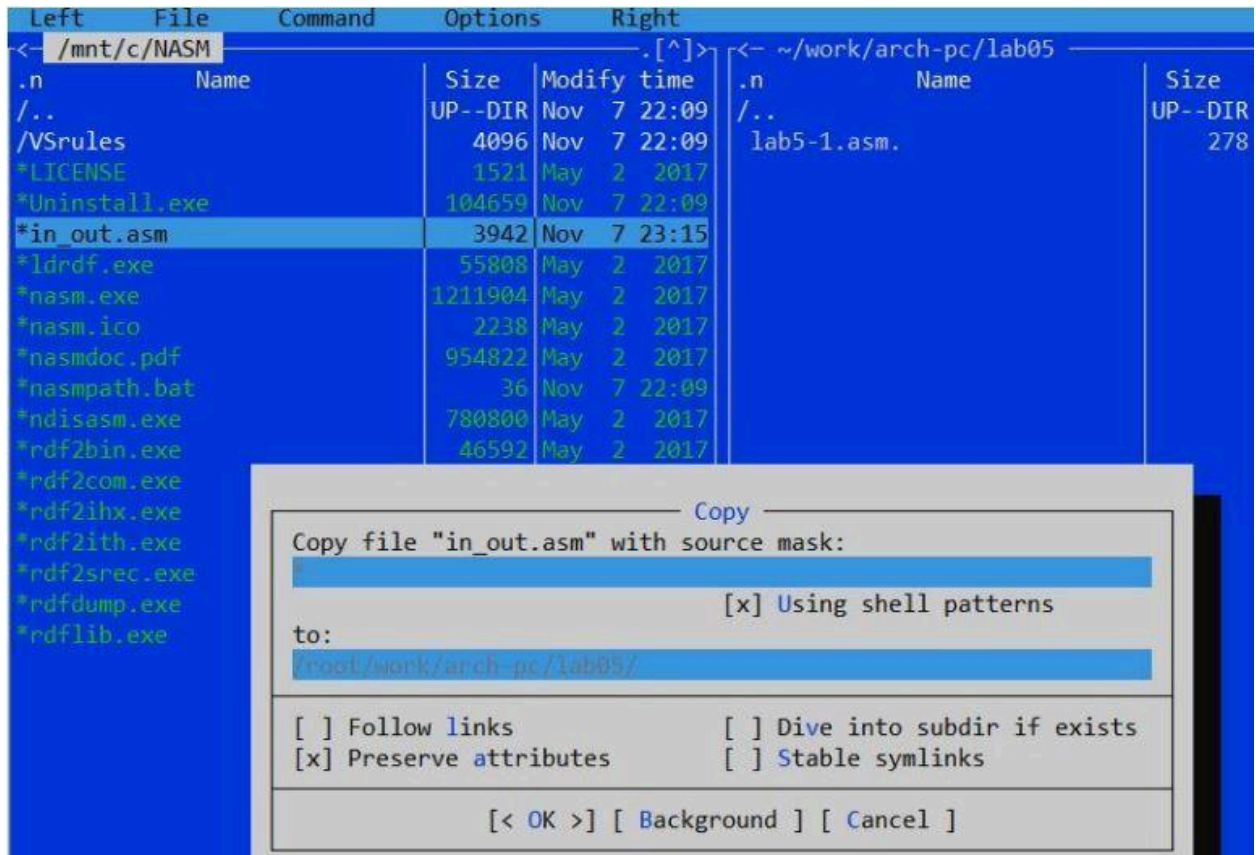 Left File Command Options Right
<- /mnt/c/NASM .[^]> <- ~/work/arch-pc/lab05
.n Name Size Modify time .n Name Size
/.. UP--DIR Nov 7 22:09 /.. UP--DIR
/VSrules 4096 Nov 7 22:09 lab5-1.asm. 278
*LICENSE 1521 May 2 2017
*Uninstall.exe 104659 Nov 7 22:09
*in_out.asm 3942 Nov 7 23:15
*ldrdf.exe 55808 May 2 2017
*nasm.exe 1211904 May 2 2017
*nasm.ico 2238 May 2 2017
*nasmdoc.pdf 954822 May 2 2017
*nasmpath.bat 36 Nov 7 22:09
*ndisasm.exe 780800 May 2 2017
*rdf2bin.exe 46592 May 2 2017
*rdf2com.exe
*rdf2ihx.exe
*rdf2ith.exe
*rdf2srec.exe
*rdfdump.exe
*rdflib.exe
Copy
Copy file "in_out.asm" with source mask:
*
[x] Using shell patterns
to:
/root/work/arch-pc/lab05/
[ ] Follow links [ ] Dive into subdir if exists
[x] Preserve attributes [ ] Stable symlinks
[< OK >] [ Background ] [ Cancel ]